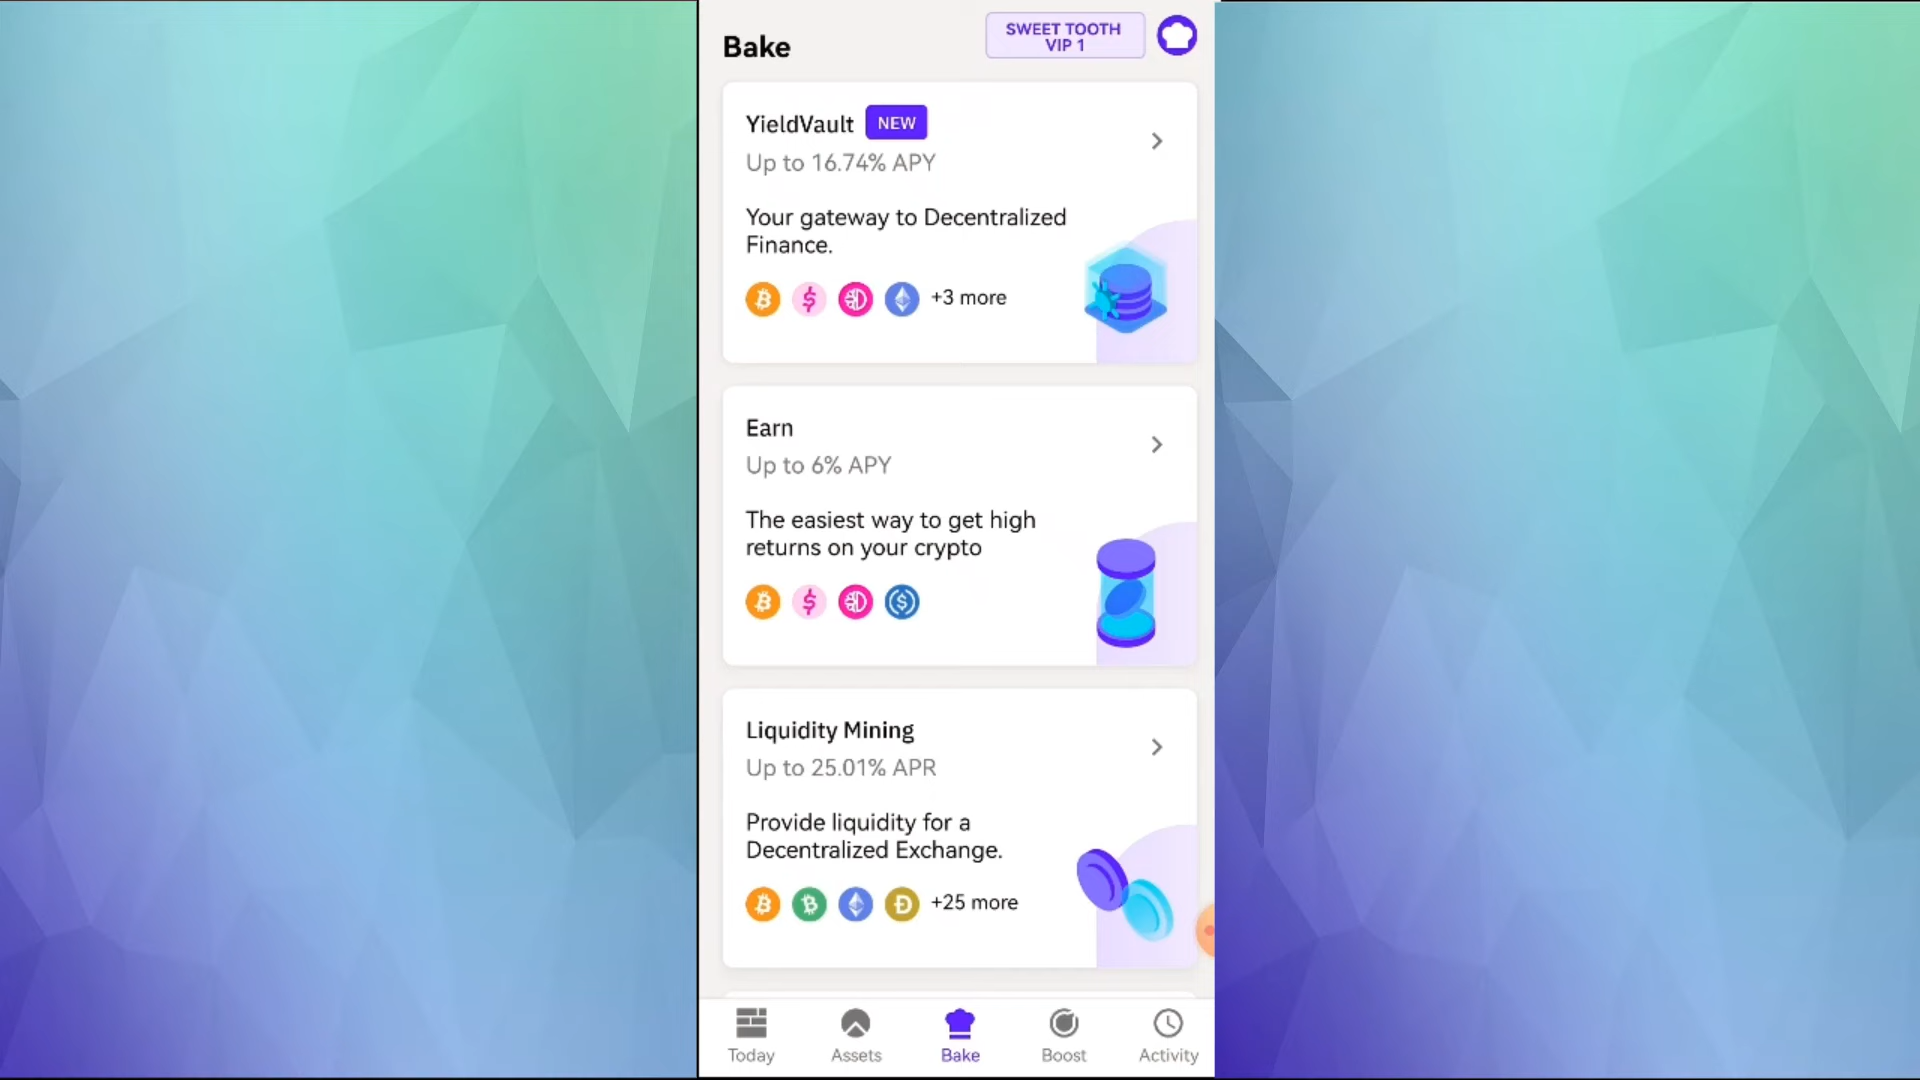 Bake
SWEET TOOTH
VIP 1
YieldVault NEW
Up to 16.74% APY
Your gateway to Decentralized
Finance.
+3 more
Earn
Up to 6% APY
The easiest way to get high
returns on your crypto
Liquidity Mining
Up to 25.01% APR
Provide liquidity for a
Decentralized Exchange.
+25 more
Today Assets Bake Boost Activity